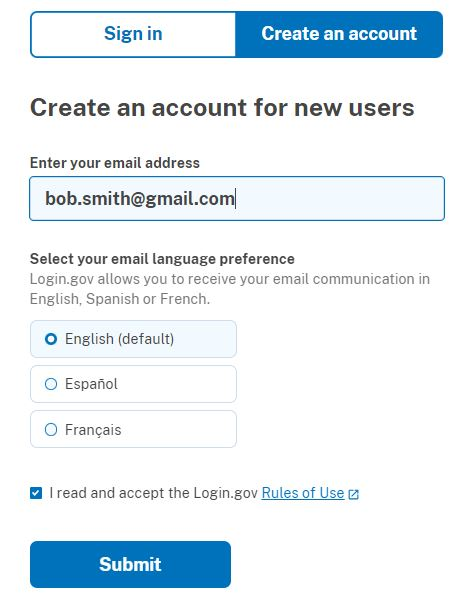 Sign in
Create an account
Create an account for new users
Enter your email address
bob.smith@gmail.com
Select your email language preference
Login.gov allows you to receive your email communication in
English, Spanish or French.
English (default)
Español
Français
I read and accept the Login.gov Rules of Use
Submit